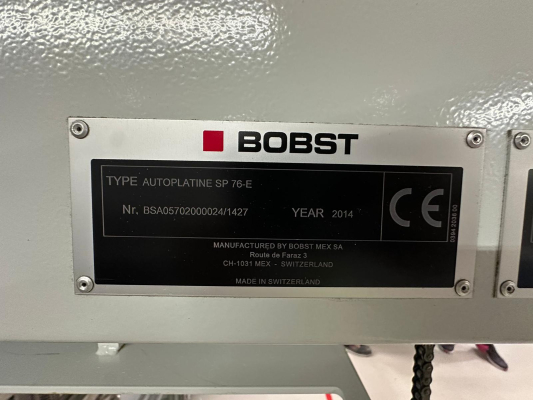 BOBST
TYPE AUTOPLATINE SP 76-E
Nr. BSA05702000024/1427 YEAR 2014
CE
MANUFACTURED BY BOBST MEX SA
Route de Faraz 3
CH-1031 MEX - SWITZERLAND
MADE IN SWITZERLAND